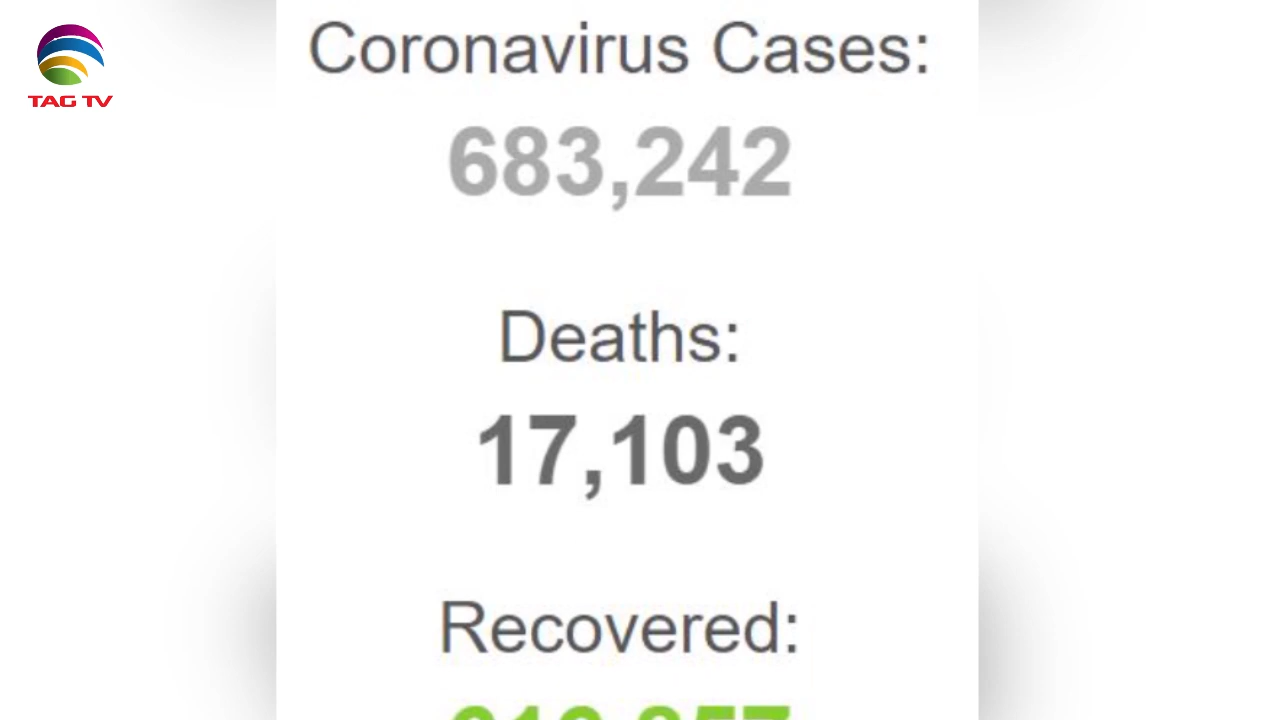 TAG TV
Coronavirus Cases:
683,242
Deaths:
17,103
Recovered: